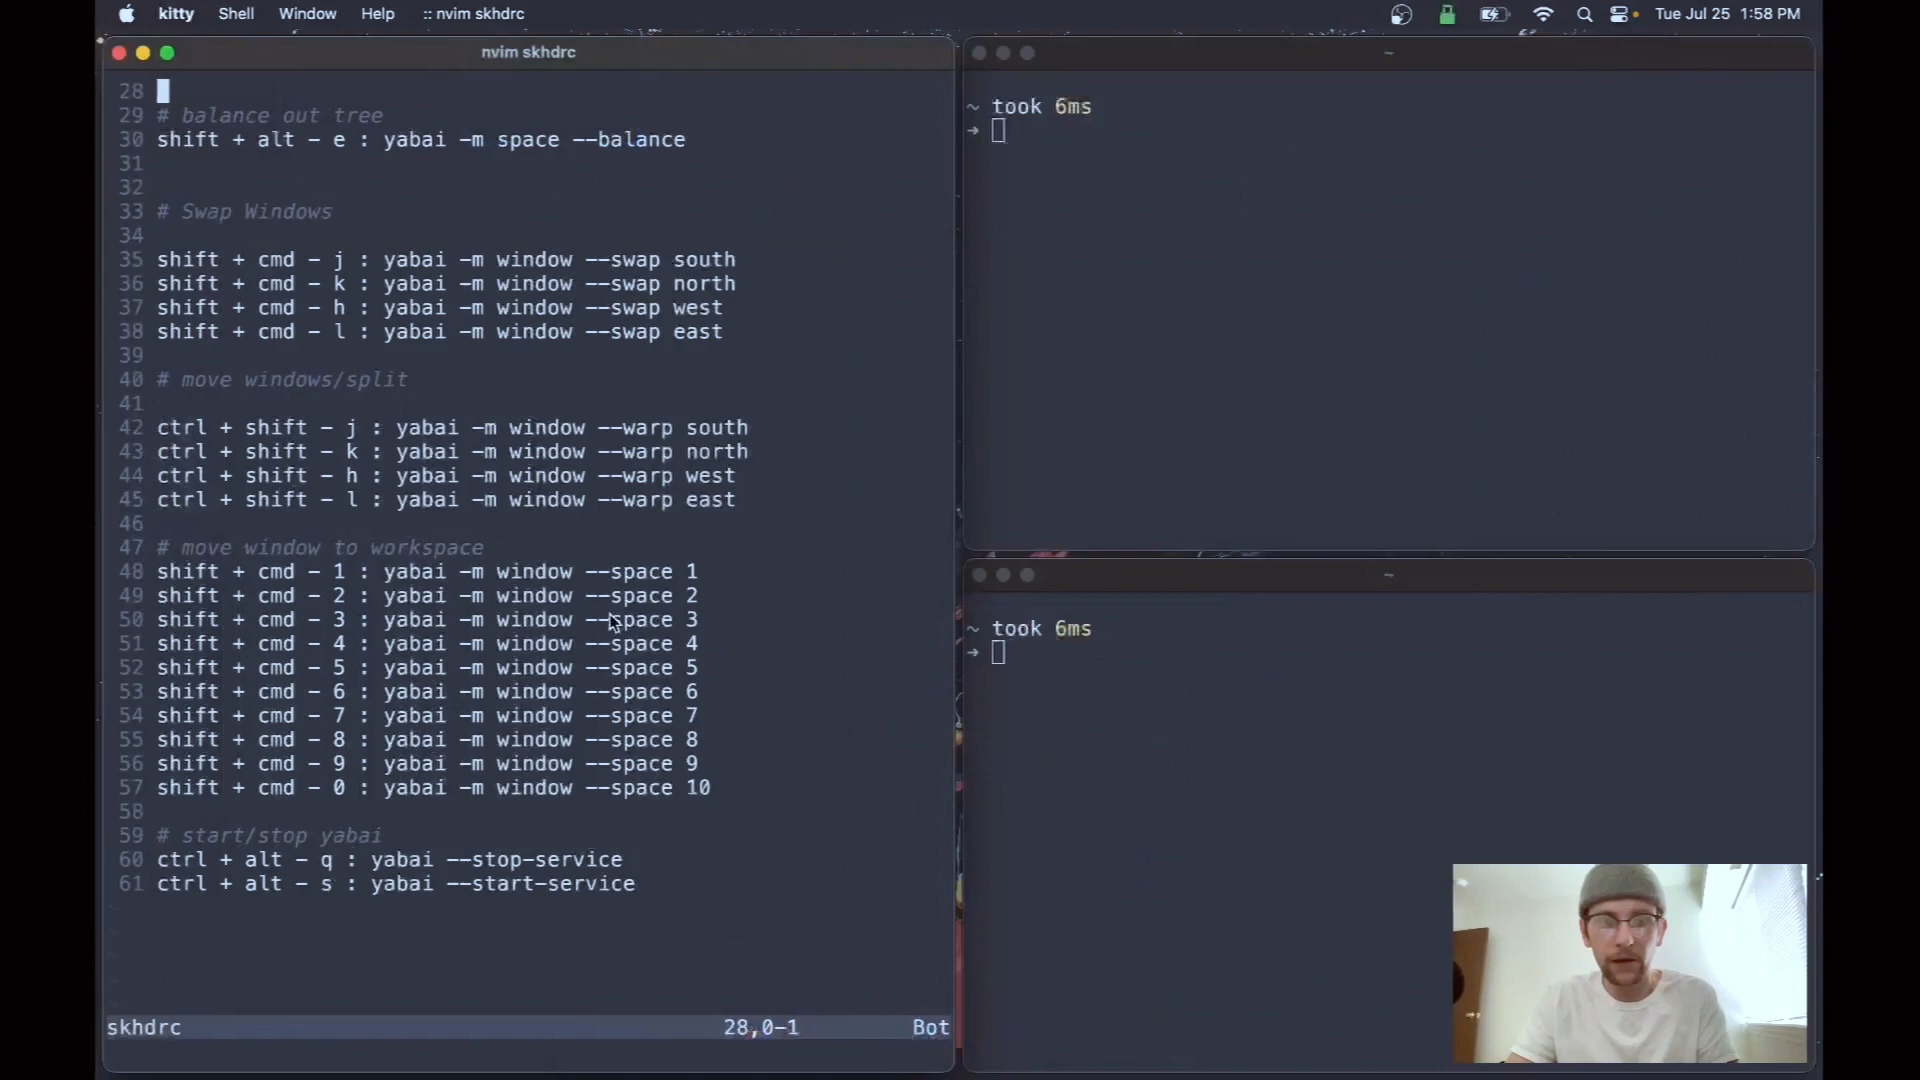 kitty Shell Window Help :: nvim skhdrc Tue Jul 25 1:58 PM
nvim skhdrc
28
29 # balance out tree
30 shift + alt - e : yabai -m space --balance
31
32
33 # Swap Windows
34
35 shift + cmd - j : yabai -m window --swap south
36 shift + cmd - k : yabai -m window --swap north
37 shift + cmd - h : yabai -m window --swap west
38 shift + cmd - l : yabai -m window --swap east
39
40 # move windows/split
41
42 ctrl + shift - j : yabai -m window --warp south
43 ctrl + shift - k : yabai -m window --warp north
44 ctrl + shift - h : yabai -m window --warp west
45 ctrl + shift - l : yabai -m window --warp east
46
47 # move window to workspace
48 shift + cmd - 1 : yabai -m window --space 1
49 shift + cmd - 2 : yabai -m window --space 2
50 shift + cmd - 3 : yabai -m window --space 3
51 shift + cmd - 4 : yabai -m window --space 4
52 shift + cmd - 5 : yabai -m window --space 5
53 shift + cmd - 6 : yabai -m window --space 6
54 shift + cmd - 7 : yabai -m window --space 7
55 shift + cmd - 8 : yabai -m window --space 8
56 shift + cmd - 9 : yabai -m window --space 9
57 shift + cmd - 0 : yabai -m window --space 10
58
59 # start/stop yabai
60 ctrl + alt - q : yabai --stop-service
61 ctrl + alt - s : yabai --start-service
skhdrc 28,0-1 Bot
~
~ took 6ms
→
~
~ took 6ms
→